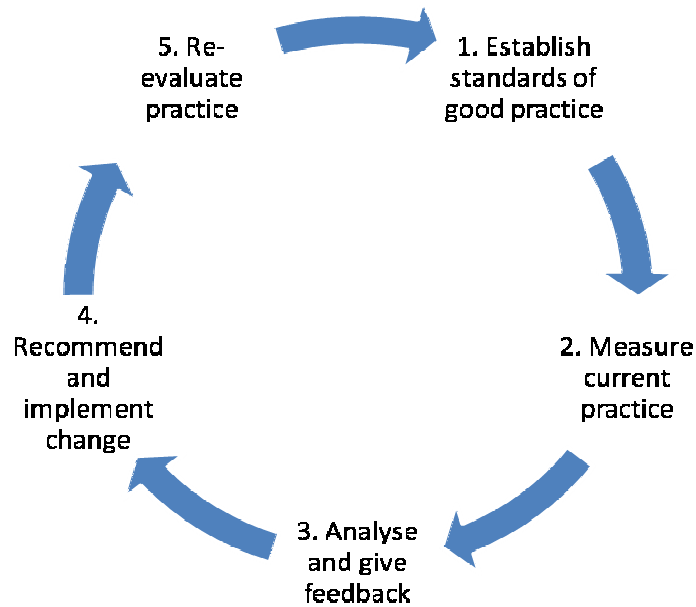 1. Establish
standards of
good practice
2. Measure
current
practice
3. Analyse
and give
feedback
4.
Recommend
and
implement
change
5. Re-
evaluate
practice